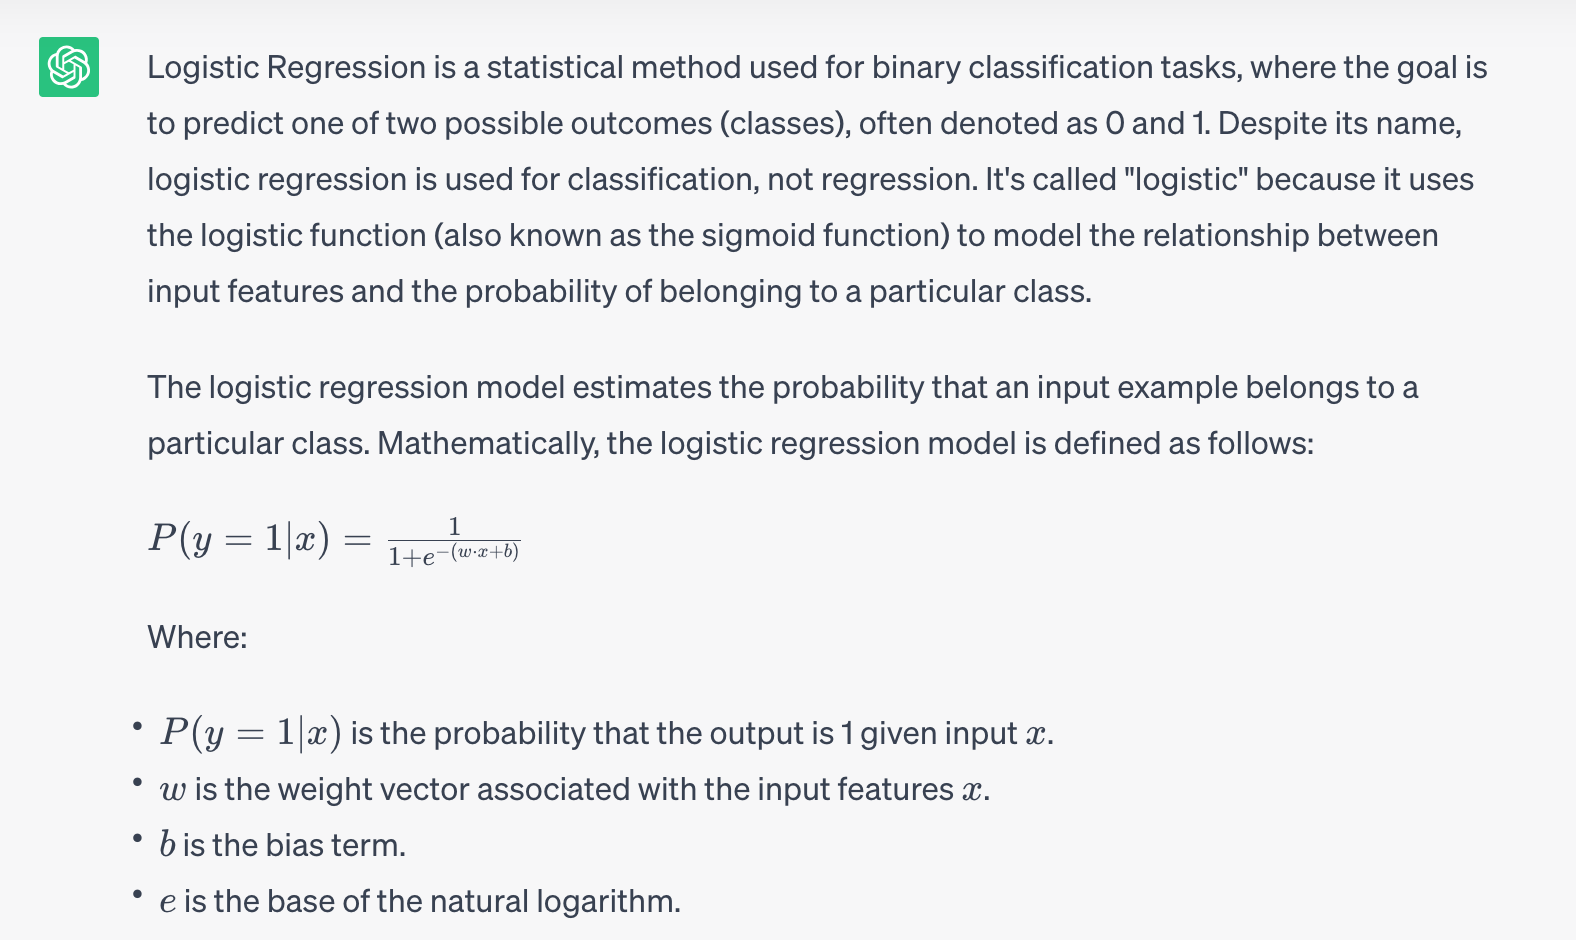 Logistic Regression is a statistical method used for binary classification tasks, where the goal is
to predict one of two possible outcomes (classes), often denoted as 0 and 1. Despite its name,
logistic regression is used for classification, not regression. It's called "logistic" because it uses
the logistic function (also known as the sigmoid function) to model the relationship between
input features and the probability of belonging to a particular class.
The logistic regression model estimates the probability that an input example belongs to a
particular class. Mathematically, the logistic regression model is defined as follows:
P(y = 1|x) = \frac{1}{1+e^{-(w·x+b)}}
Where:
• P(y = 1|x) is the probability that the output is 1 given input x.
• w is the weight vector associated with the input features x.
• b is the bias term.
• e is the base of the natural logarithm.